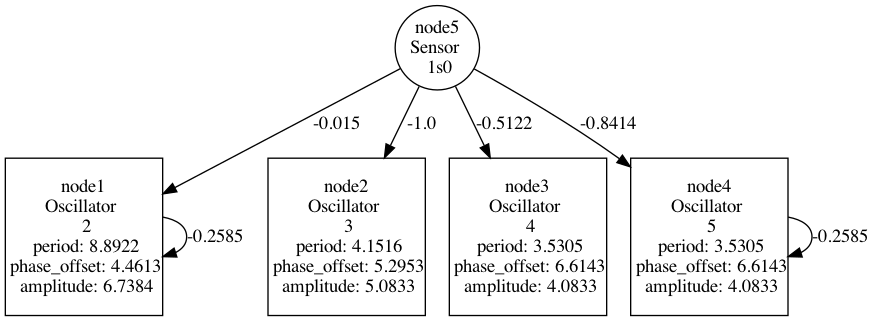 node5
Sensor
1s0
-0.015
-1.0
-0.5122
-0.8414
node1
Oscillator
2
period: 8.8922
phase_offset: 4.4613
amplitude: 6.7384
-0.2585
node2
Oscillator
3
period: 4.1516
phase_offset: 5.2953
amplitude: 5.0833
node3
Oscillator
4
period: 3.5305
phase_offset: 6.6143
amplitude: 4.0833
node4
Oscillator
5
period: 3.5305
phase_offset: 6.6143
amplitude: 4.0833
-0.2585